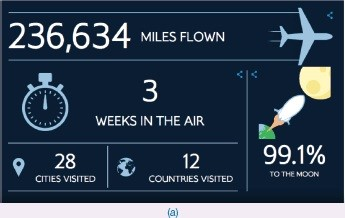 236,634 MILES FLOWN
3
WEEKS IN THE AIR
28
CITIES VISITED
12
COUNTRIES VISITED
99.1%
TO THE MOON
(a)